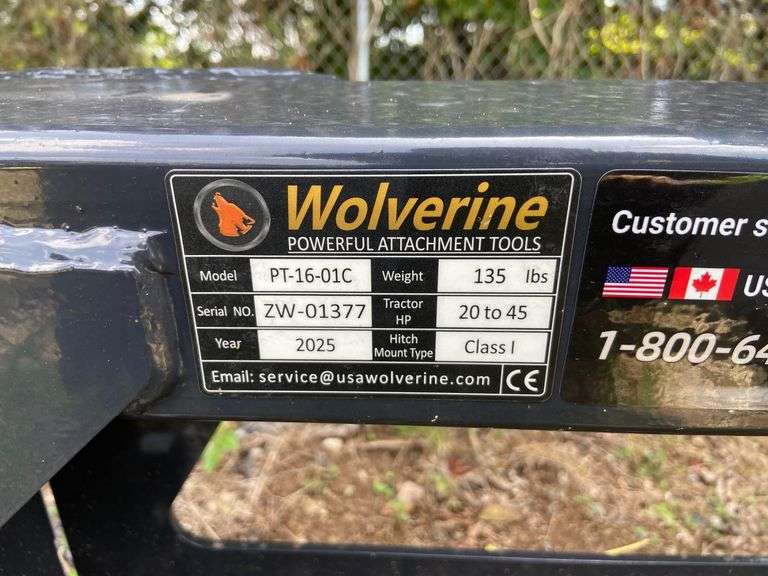 Wolverine
POWERFUL ATTACHMENT TOOLS
Model PT-16-01C Weight 135 lbs
Serial NO. ZW-01377 Tractor HP 20 to 45
Year 2025 Hitch Mount Type Class I
Email: service@usawolverine.com CE
Customer s
US
1-800-64